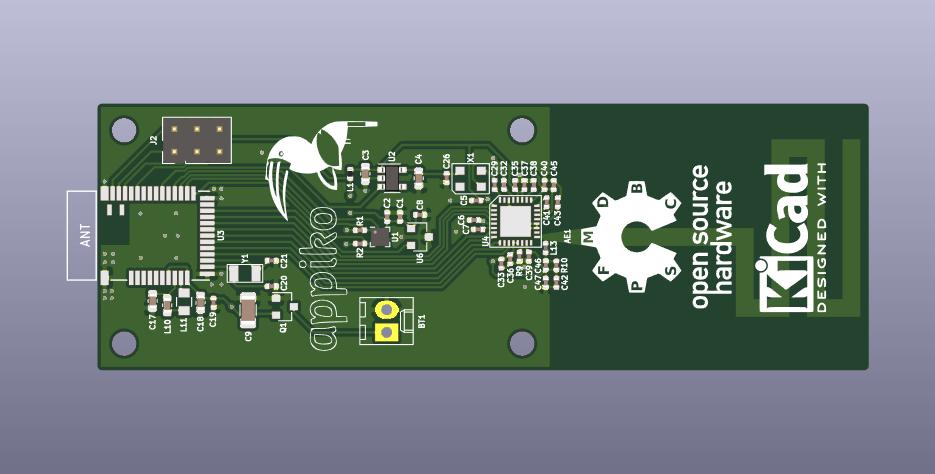 J2
ANT
U3
C17
L10
L11
C18
C19
Y1
C21
C20
C9
Q1
appiko
L1
C3
U2
C4
C2
C1
C8
R1
R2
U1
U6
BT1
C26
X1
C5
C6
C7
U4
C29
C32
C35
C37
C38
C40
C45
C41
C43
AE1
L13
C33
C36
R9
C39
C46
C47
R10
C42
B
C
S
P
F
M
D
open source
hardware
KiCad
DESIGNED WITH